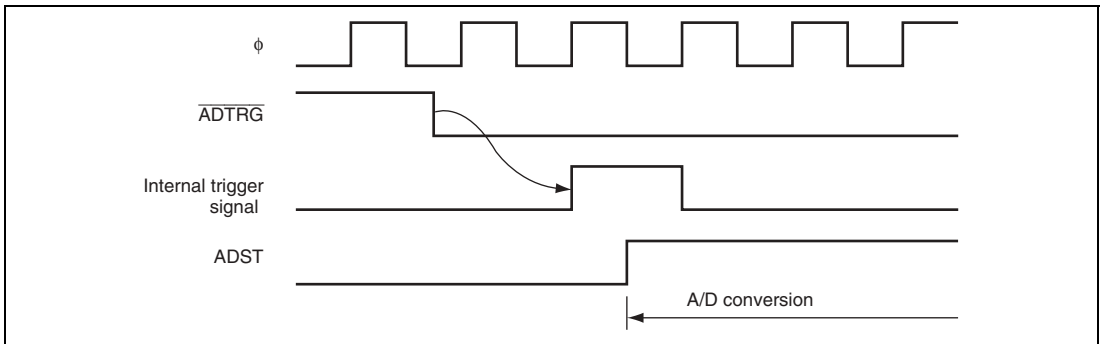 ϕ
ADTRG
Internal trigger
signal
ADST
A/D conversion